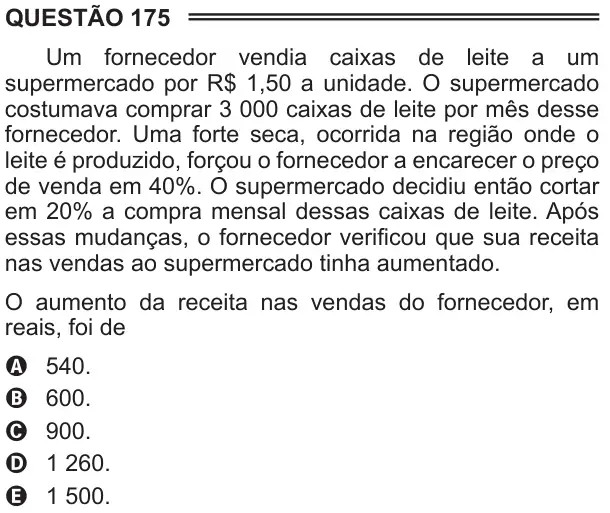 QUESTÃO 175
Um fornecedor vendia caixas de leite a um
supermercado por R$ 1,50 a unidade. O supermercado
costumava comprar 3 000 caixas de leite por mês desse
fornecedor. Uma forte seca, ocorrida na região onde o
leite é produzido, forçou o fornecedor a encarecer o preço
de venda em 40%. O supermercado decidiu então cortar
em 20% a compra mensal dessas caixas de leite. Após
essas mudanças, o fornecedor verificou que sua receita
nas vendas ao supermercado tinha aumentado.
O aumento da receita nas vendas do fornecedor, em
reais, foi de
A 540.
B 600.
C 900.
D 1 260.
E 1 500.